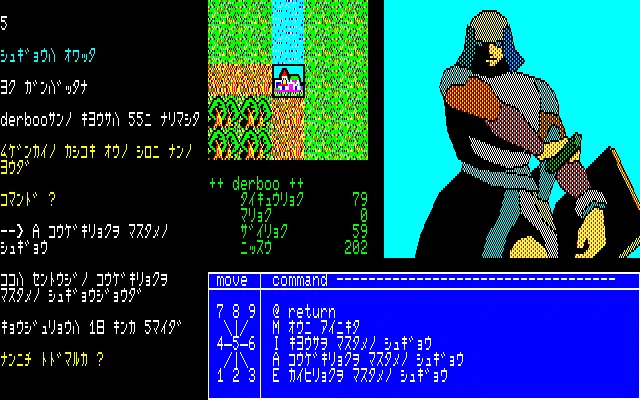 5
シュギョウハ オワッタ
ヨク ガンバッタナ
derbooサンノ キヨウサハ 55ニ ナリマシタ
4ゲンカイノ カシコキ オウノ シロニ ナンノ
ヨウダ
コマンド ?
--> A コウゲキリョクヲ マスタメノ
シュギョウ
ココハ セントウジノ コウゲキリョクヲ
マスタメノ シュギョウジョウダ
キョウジュリョウハ 1日 キンカ 5マイダ
ナンニチ トドマルカ ?
++ derboo ++
タイキュウリョク 79
マリョク 0
ザイリョク 59
ニッスウ 202
move command -----------------------------------
7 8 9 @ return
M オウニ アイニキタ
4-5-6 I キヨウサヲ マスタメノ シュギョウ
A コウゲキリョクヲ マスタメノ シュギョウ
1 2 3 E カイヒリョクヲ マスタメノ シュギョウ